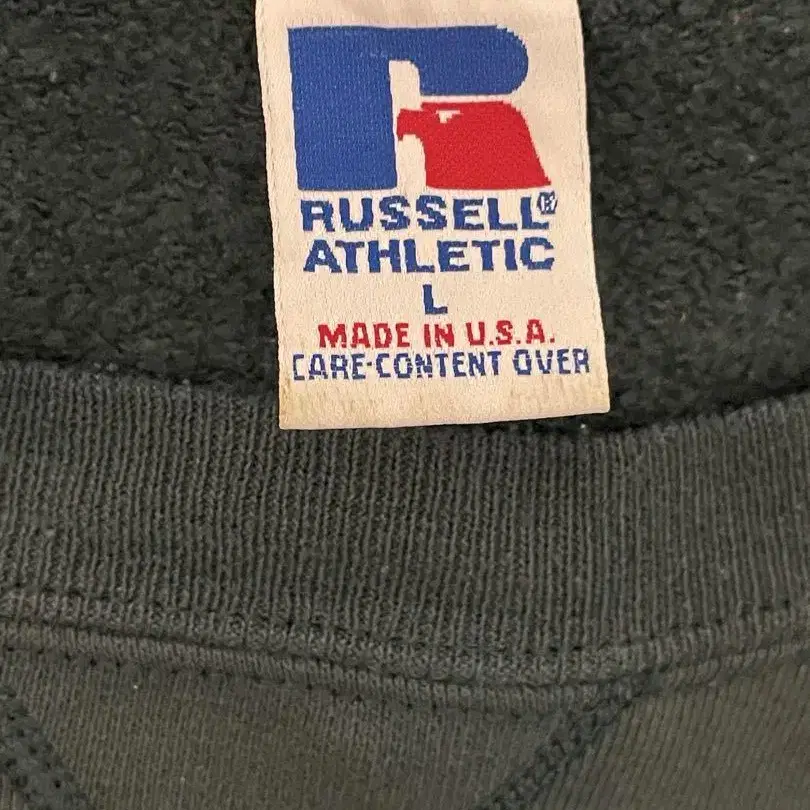 RUSSELL®
ATHLETIC
L
MADE IN U.S.A.
CARE-CONTENT OVER